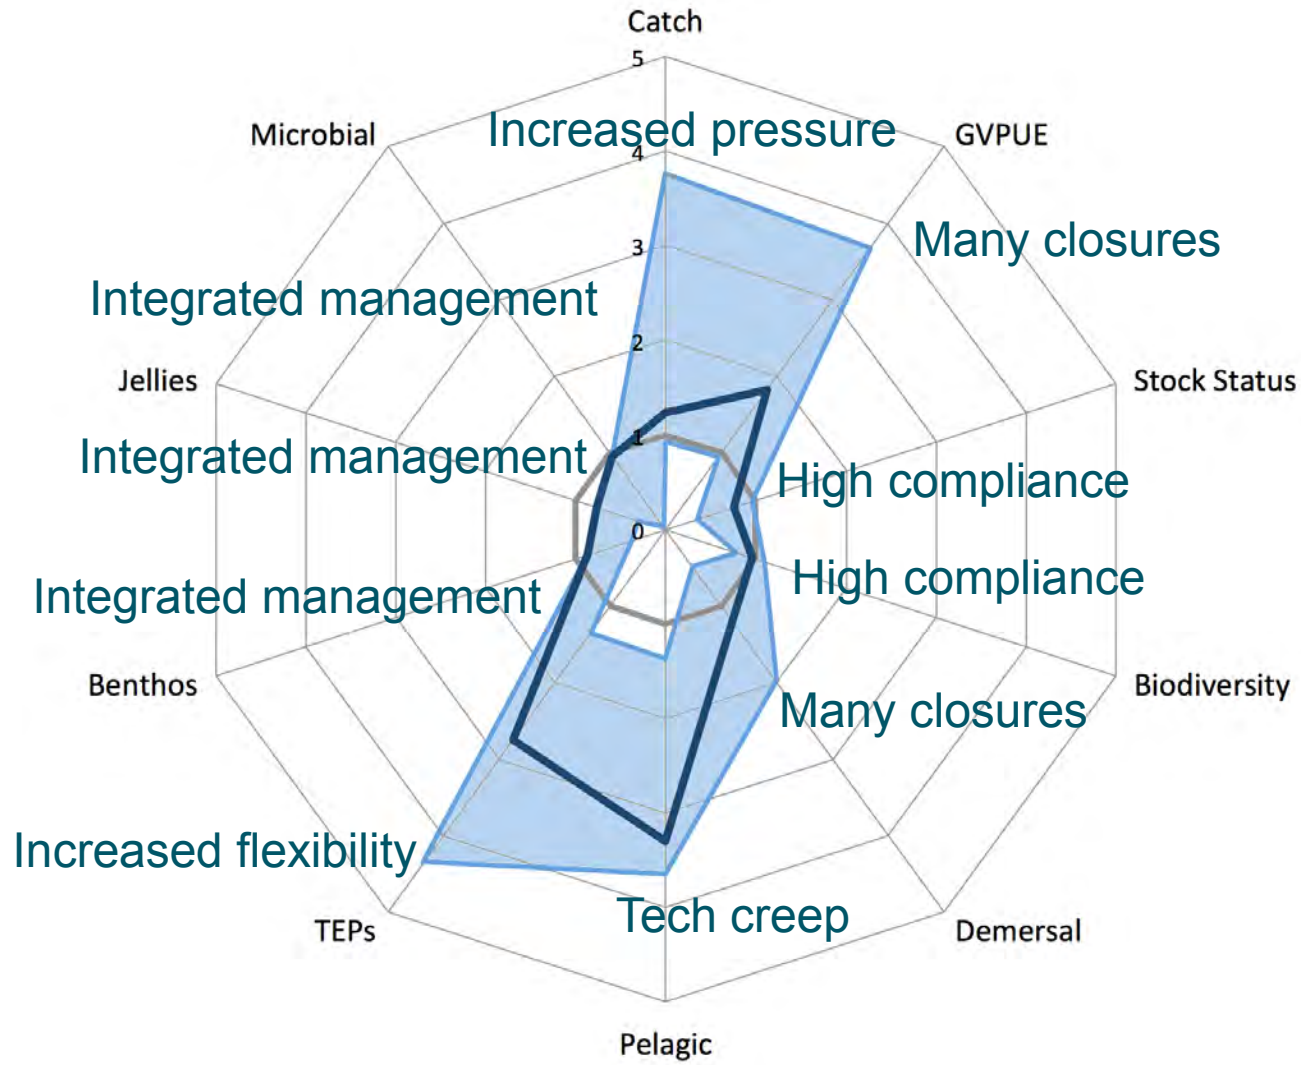 Catch
5
Microbial
Increased pressure
GVPUE
4
Many closures
3
Integrated management
2
Jellies
Stock Status
1
Integrated management
High compliance
0
High compliance
Integrated management
Benthos
Biodiversity
Many closures
Increased flexibility
Tech creep
TEPs
Demersal
Pelagic